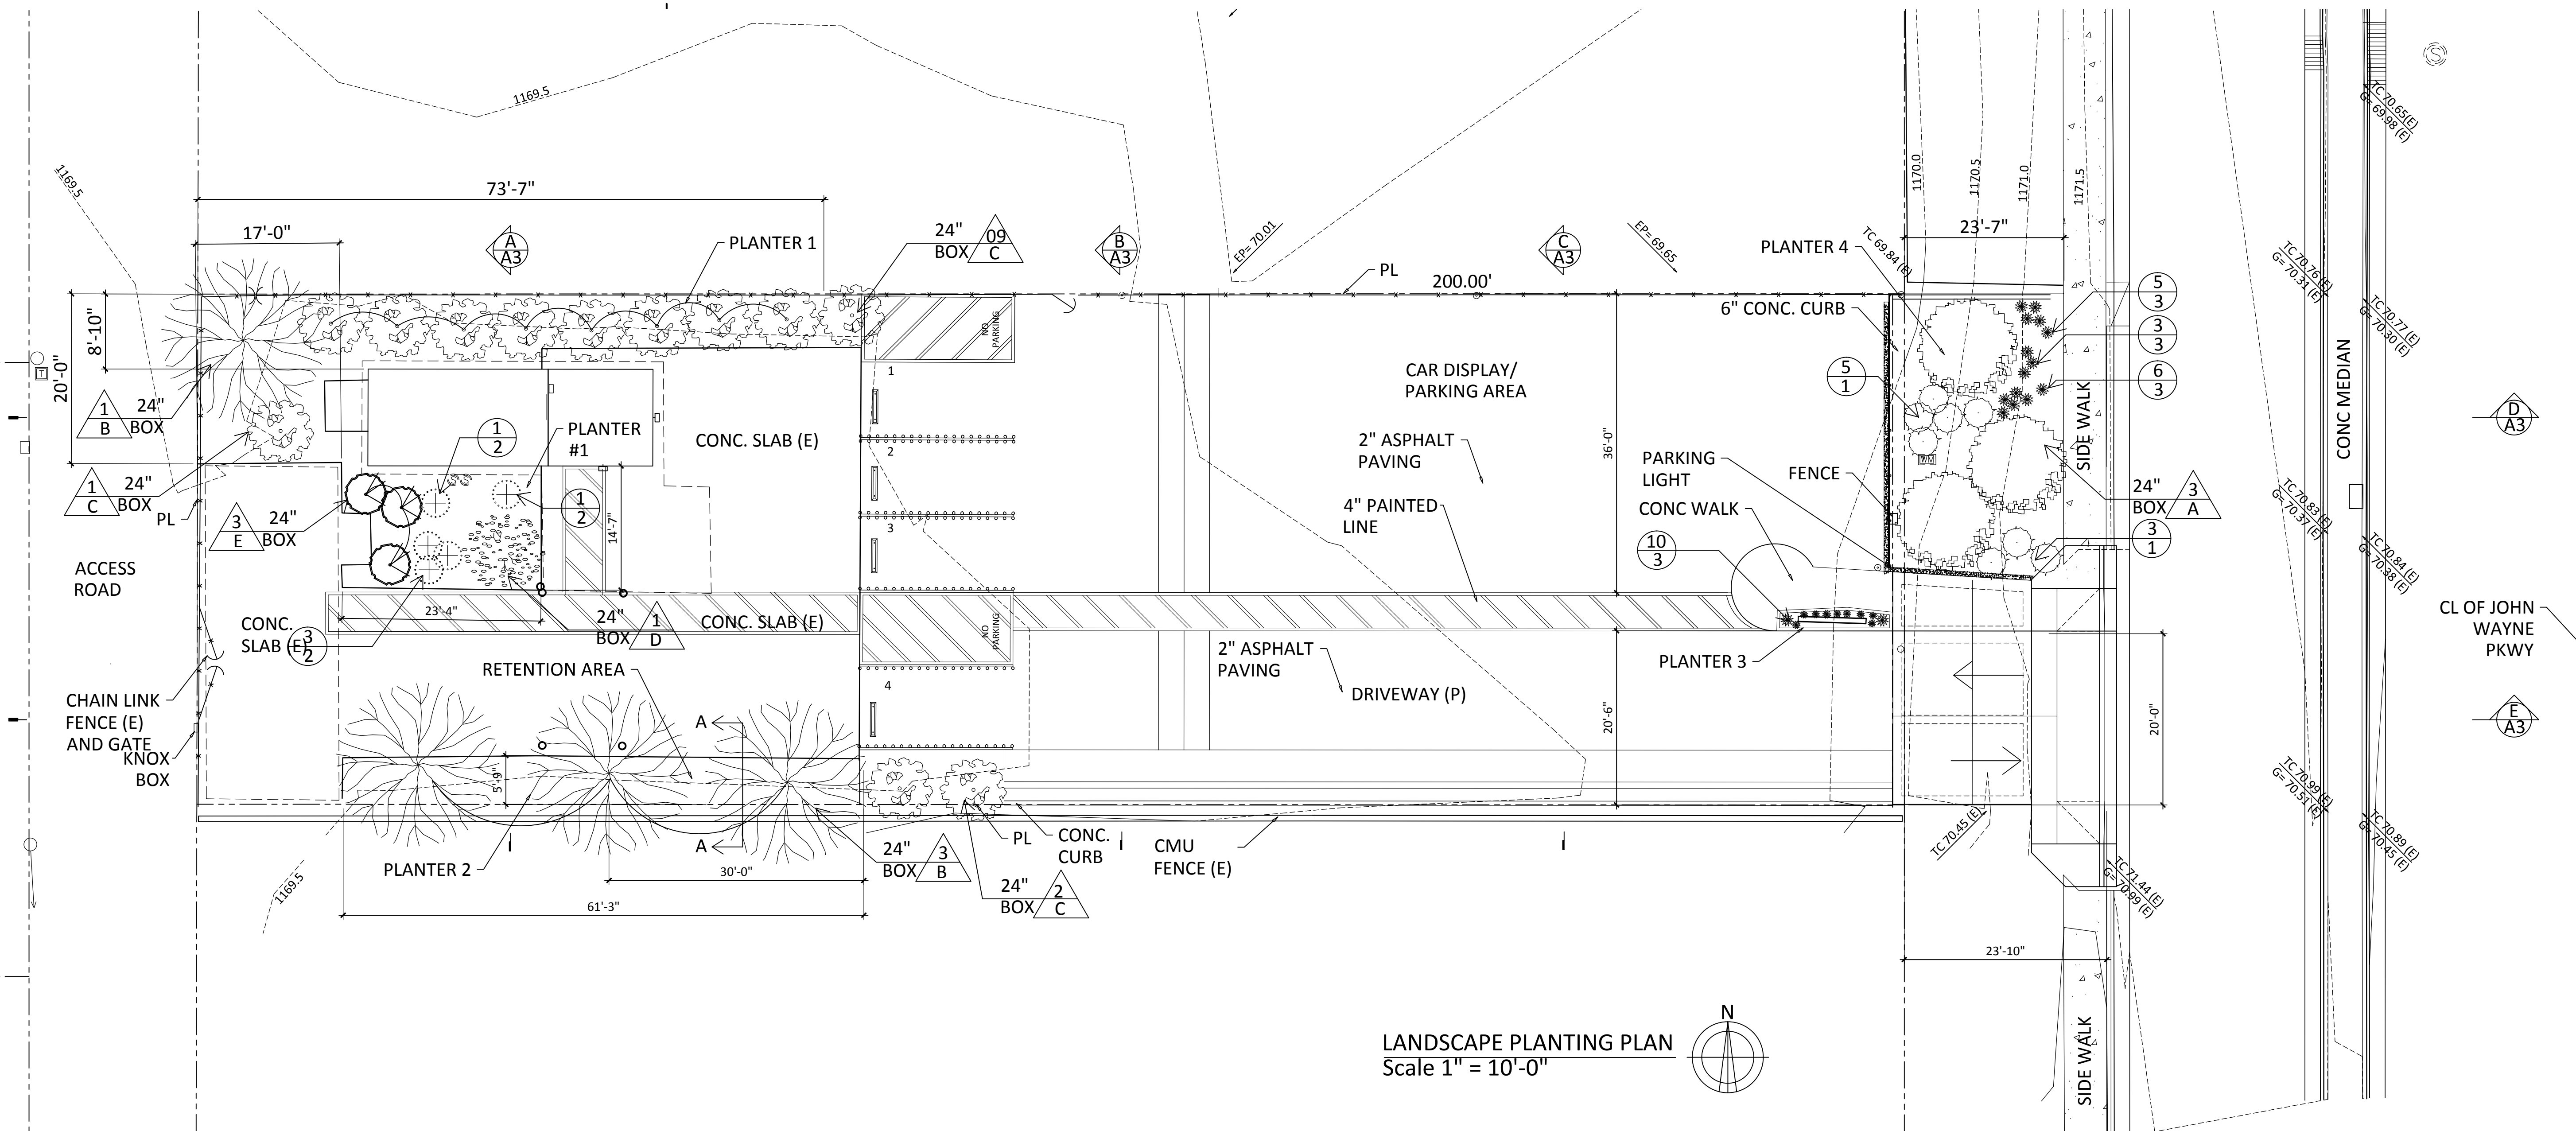 1169.5
1169.5
73'-7"
17'-0"
8'-10"
20'-0"
A
A3
PLANTER 1
24"
BOX
09
C
B
A3
EP= 70.01
C
A3
EP= 69.65
PL
200.00'
PLANTER 4
TC 69.84 (E)
1170.0
1170.5
1171.0
1171.5
23'-7"
6" CONC. CURB
5
3
3
3
6
3
5
1
TC 70.65(E)
G= 69.98 (E)
TC 70.76 (E)
G= 70.31 (E)
TC 70.77 (E)
G= 70.30 (E)
CONC MEDIAN
S
T
NO
PARKING
1
2
3
1
B
24"
BOX
1
C
24"
BOX
PL
3
E
24"
BOX
1
2
PLANTER
#1
1
2
14'-7"
CONC. SLAB (E)
CAR DISPLAY/
PARKING AREA
2" ASPHALT
PAVING
4" PAINTED
LINE
36'-0"
PARKING
LIGHT
CONC WALK
FENCE
10
3
WM
SIDE WALK
24"
BOX
3
A
3
1
D
A3
TC 70.83 (E)
G= 70.37 (E)
TC 70.84 (E)
G= 70.38 (E)
ACCESS
ROAD
CONC.
SLAB (E)
3
2
23'-4"
24"
BOX
1
D
CONC. SLAB (E)
NO
PARKING
4
RETENTION AREA
2" ASPHALT
PAVING
DRIVEWAY (P)
PLANTER 3
20'-6"
20'-0"
CL OF JOHN
WAYNE
PKWY
E
A3
CHAIN LINK
FENCE (E)
AND GATE
KNOX
BOX
5'-9"
A
A
PLANTER 2
30'-0"
61'-3"
1169.5
24"
BOX
3
B
PL
CONC.
CURB
24"
BOX
2
C
CMU
FENCE (E)
TC 70.45 (E)
TC 70.99 (E)
G= 70.51 (E)
TC 70.89 (E)
G= 70.45 (E)
TC 71.44 (E)
G= 70.99 (E)
23'-10"
SIDE WALK
N
LANDSCAPE PLANTING PLAN
Scale 1" = 10'-0"